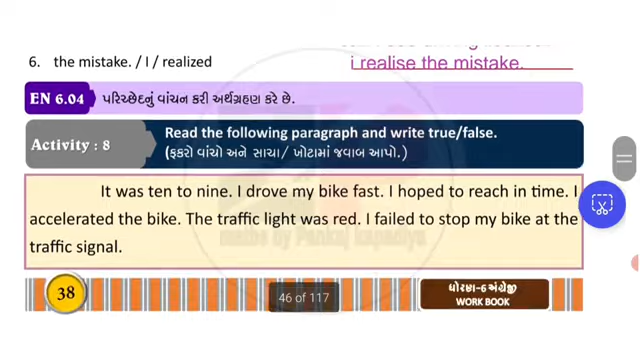 6. the mistake. / I / realized
i realise the mistake.
EN 6.04 પરિચ્છેદનું વાંચન કરી અર્થગ્રહણ કરે છે.
Activity : 8
Read the following paragraph and write true/false.
(ફકરો વાંચો અને સાચા/ ખોટામાં જવાબ આપો.)
It was ten to nine. I drove my bike fast. I hoped to reach in time. I
accelerated the bike. The traffic light was red. I failed to stop my bike at the
traffic signal.
38
46 of 117
ધોરણ-6 અંગ્રેજી
WORK BOOK